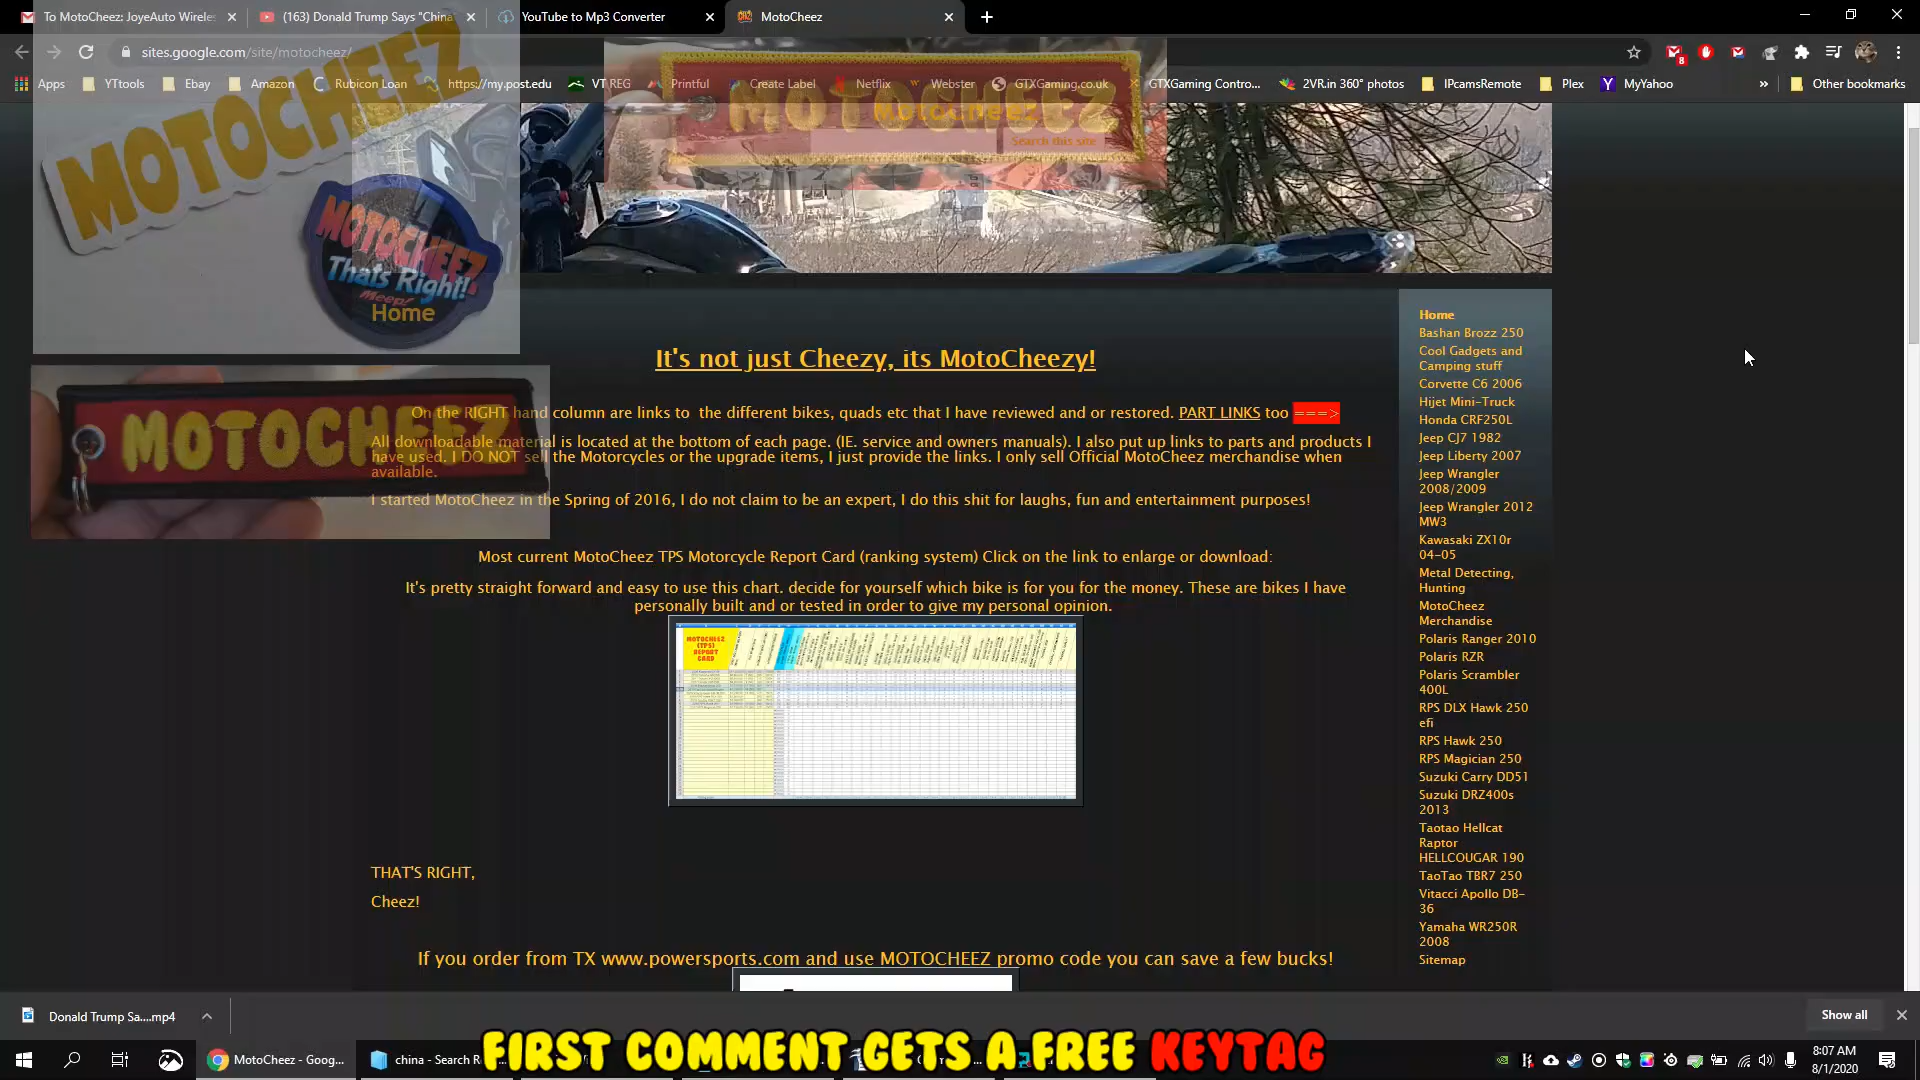 To MotoCheez: JoyeAuto Wireles
(163) Donald Trump Says "China
YouTube to Mp3 Converter
MotoCheez
sites.google.com/site/motocheez/
8
Apps
YTtools
Ebay
Amazon
Rubicon Loan
https://my.post.edu
VT REG
Printful
Create Label
Netflix
Webster
GTXGaming.co.uk
GTXGaming Contro...
2VR.in 360° photos
IPcamsRemote
Plex
MyYahoo
»
Other bookmarks
MOTOCHEEZ
MOTOCHEEZ
MOTOCHEEZ
MotoCheez
Search this site
MOTOCHEEZ
Thats Right!
Meep!
Home
MOTOCHEEZ
It's not just Cheezy, its MotoCheezy!
On the RIGHT hand column are links to the different bikes, quads etc that I have reviewed and or restored. PART LINKS too ===>
All downloadable material is located at the bottom of each page. (IE. service and owners manuals). I also put up links to parts and products I
have used. I DO NOT sell the Motorcycles or the upgrade items, I just provide the links. I only sell Official MotoCheez merchandise when
available.
I started MotoCheez in the Spring of 2016, I do not claim to be an expert, I do this shit for laughs, fun and entertainment purposes!
Most current MotoCheez TPS Motorcycle Report Card (ranking system) Click on the link to enlarge or download:
It's pretty straight forward and easy to use this chart. decide for yourself which bike is for you for the money. These are bikes I have
personally built and or tested in order to give my personal opinion.
MOTOCHEEZ
(TPS)
REPORT
CARD
THAT'S RIGHT,
Cheez!
If you order from TX www.powersports.com and use MOTOCHEEZ promo code you can save a few bucks!
Home
Bashan Brozz 250
Cool Gadgets and
Camping stuff
Corvette C6 2006
Hijet Mini-Truck
Honda CRF250L
Jeep CJ7 1982
Jeep Liberty 2007
Jeep Wrangler
2008/2009
Jeep Wrangler 2012
MW3
Kawasaki ZX10r
04-05
Metal Detecting,
Hunting
MotoCheez
Merchandise
Polaris Ranger 2010
Polaris RZR
Polaris Scrambler
400L
RPS DLX Hawk 250
efi
RPS Hawk 250
RPS Magician 250
Suzuki Carry DD51
Suzuki DRZ400s
2013
Taotao Hellcat
Raptor
HELLCOUGAR 190
TaoTao TBR7 250
Vitacci Apollo DB-
36
Yamaha WR250R
2008
Sitemap
Donald Trump Sa....mp4
Show all
MotoCheez - Goog...
china - Search R
FIRST COMMENT GETS A FREE KEYTAG
8:07 AM
8/1/2020